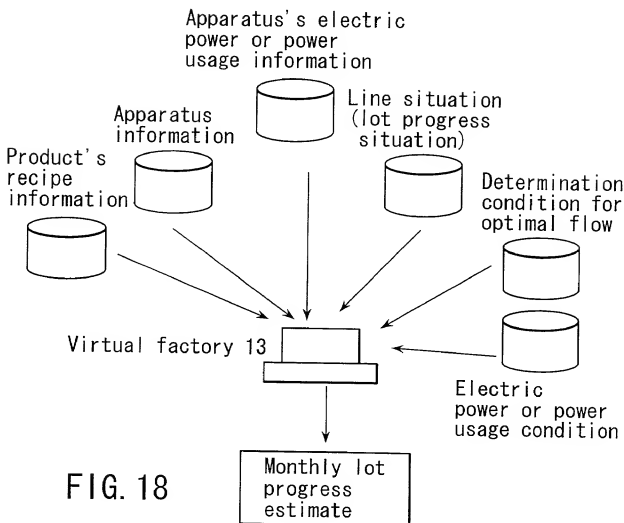 Apparatus's electric
power or power
usage information
Apparatus
information
Line situation
(lot progress
situation)
Product's
recipe
information
Determination
condition for
optimal flow
Virtual factory 13
Electric
power or power
usage condition
Monthly lot
progress
estimate
FIG. 18